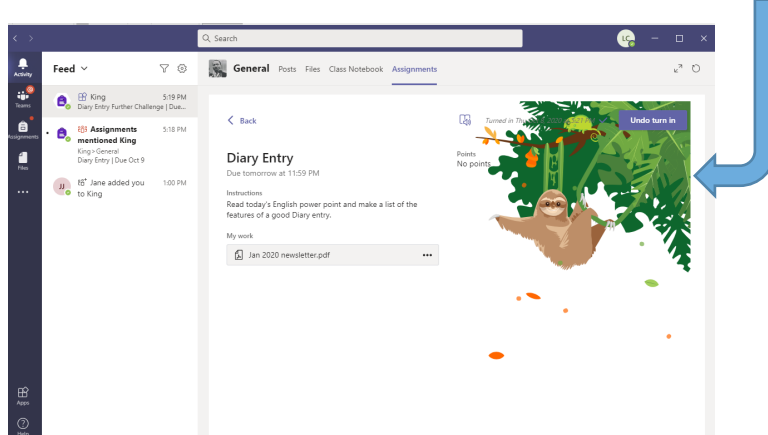 Search
LC
Activity
Teams
Assignments
Files
Apps
Help
Feed
King 5:19 PM
Diary Entry Further Challenge | Due...
Assignments 5:18 PM
mentioned King
King > General
Diary Entry | Due Oct 9
JJ
Jane added you 1:00 PM
to King
General Posts Files Class Notebook Assignments
Back
Turned in
Undo turn in
Diary Entry
Due tomorrow at 11:59 PM
Points
No points
Instructions
Read today's English power point and make a list of the
features of a good Diary entry.
My work
Jan 2020 newsletter.pdf